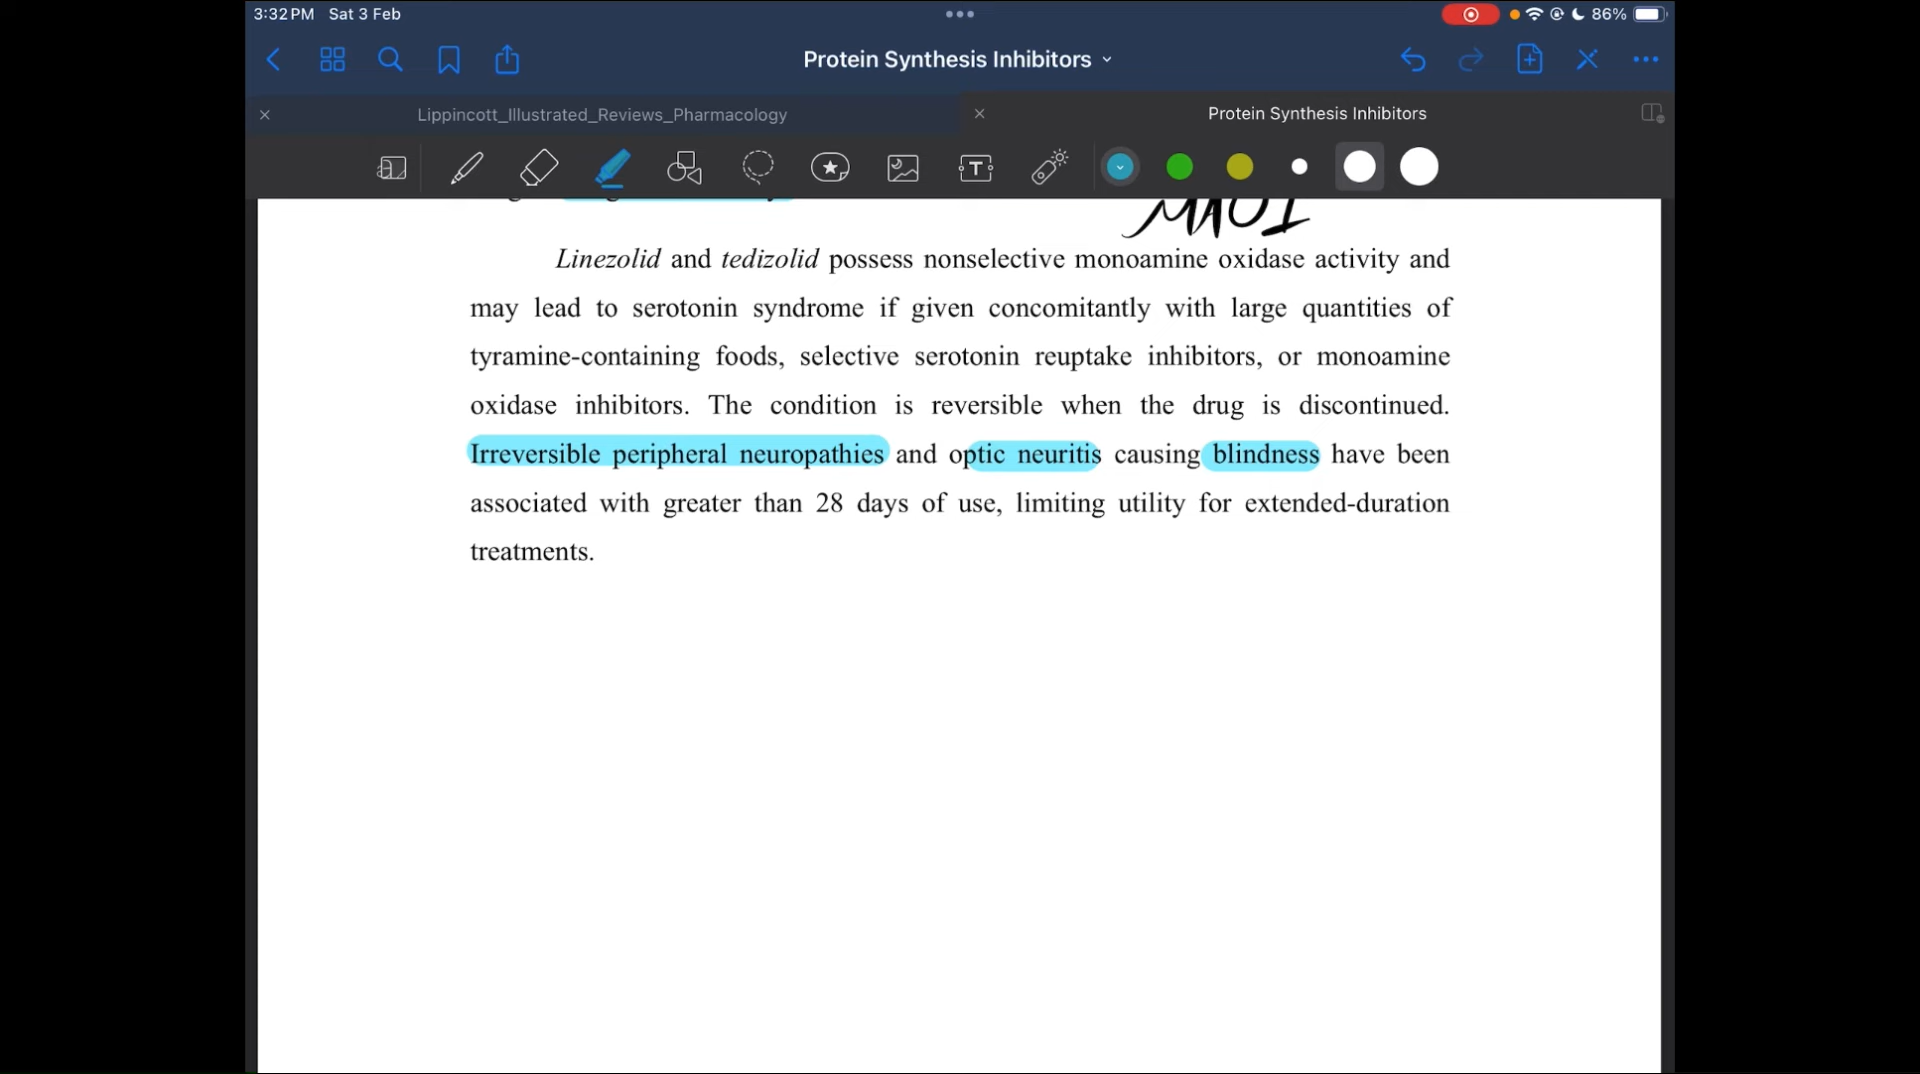 3:32 PM Sat 3 Feb
86%
Protein Synthesis Inhibitors
Lippincott_Illustrated_Reviews_Pharmacology
Protein Synthesis Inhibitors
MAOI
Linezolid and tedizolid possess nonselective monoamine oxidase activity and
may lead to serotonin syndrome if given concomitantly with large quantities of
tyramine-containing foods, selective serotonin reuptake inhibitors, or monoamine
oxidase inhibitors. The condition is reversible when the drug is discontinued.
Irreversible peripheral neuropathies and optic neuritis causing blindness have been
associated with greater than 28 days of use, limiting utility for extended-duration
treatments.